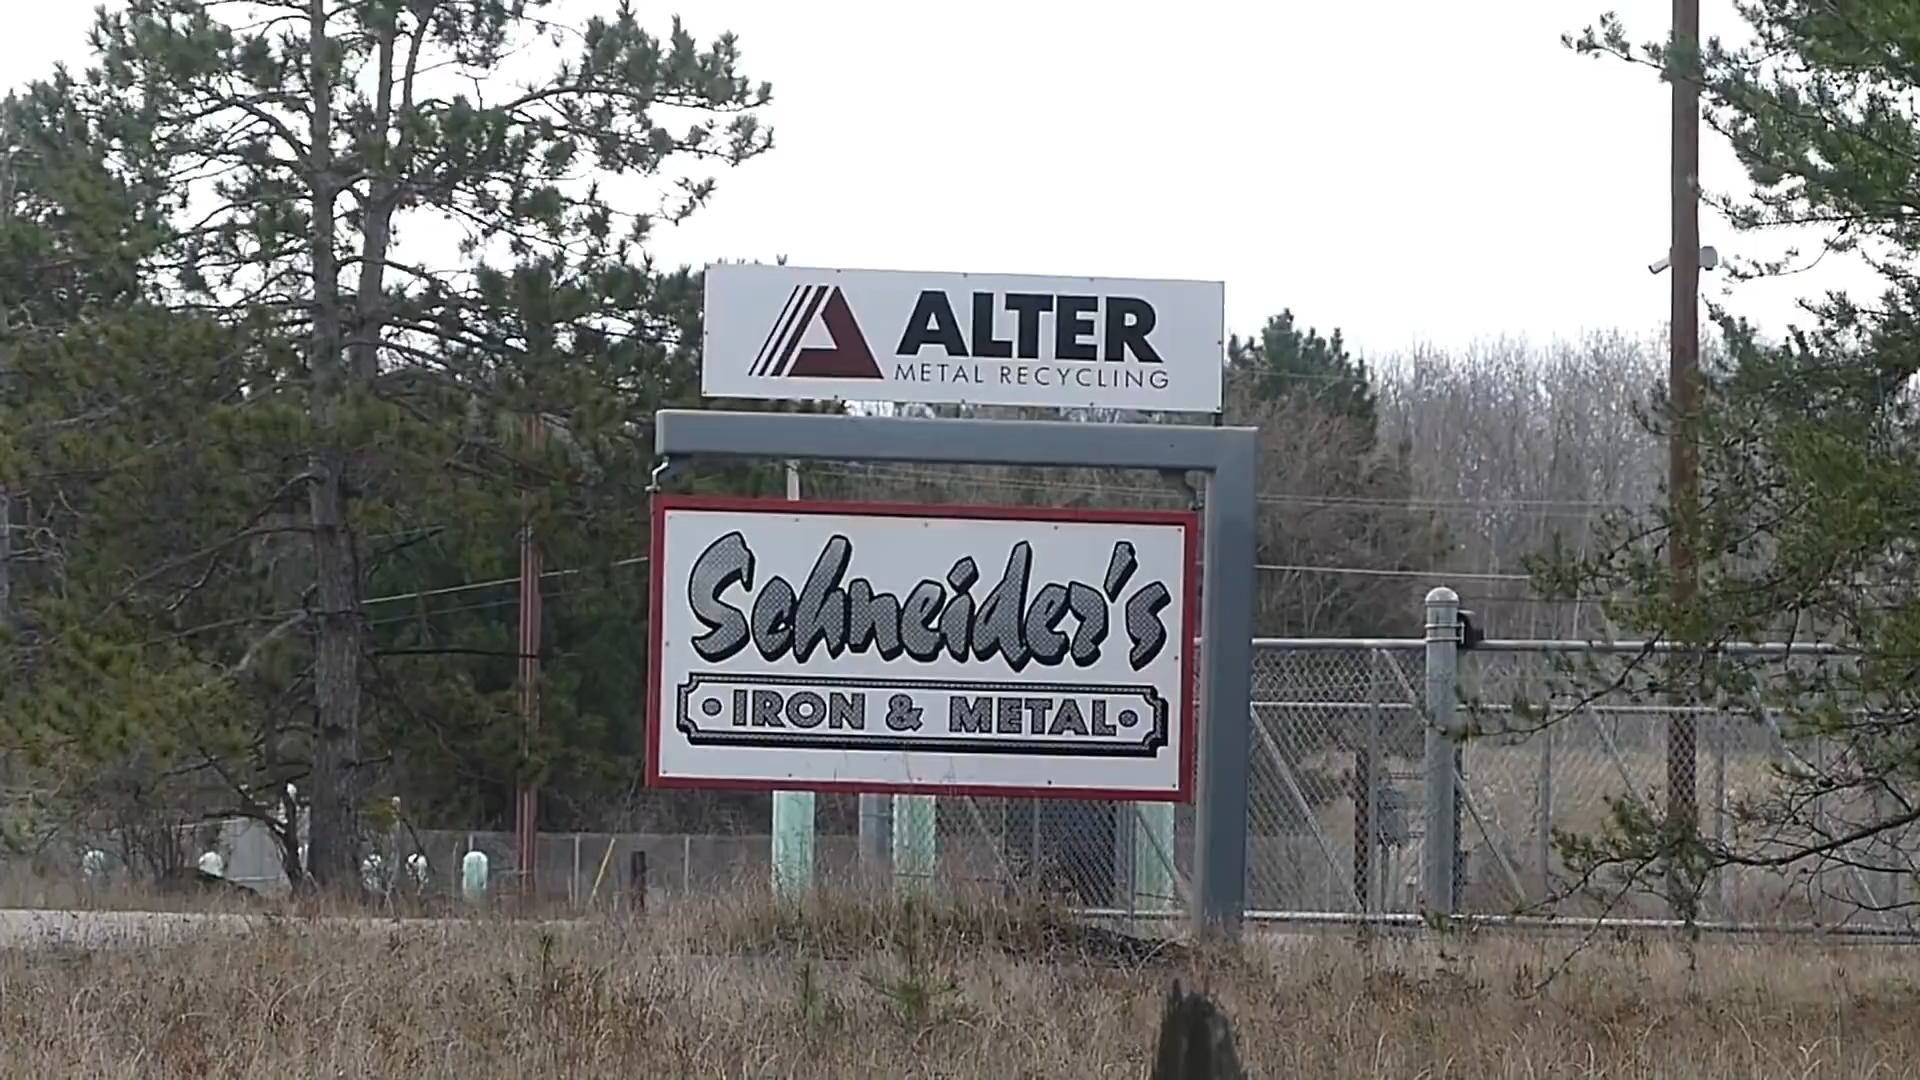 ALTER
METAL RECYCLING
Schneider's
• IRON & METAL •